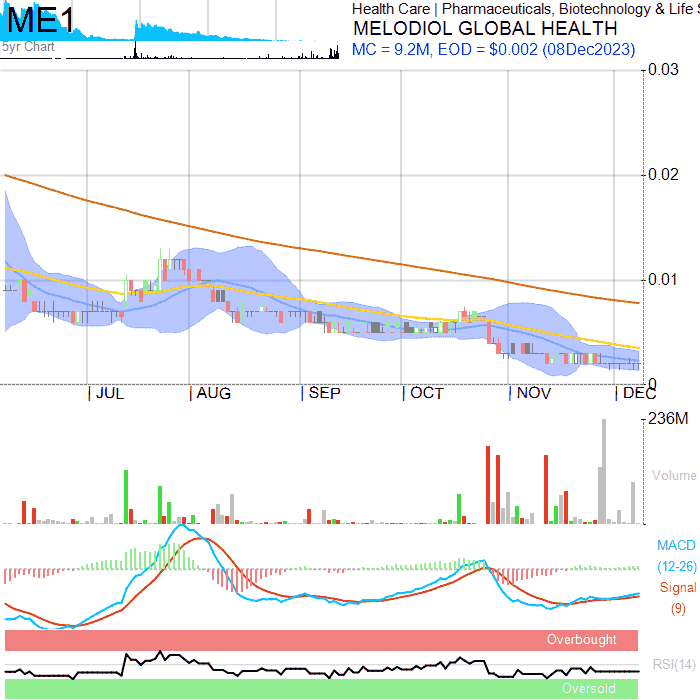 ME1
5yr Chart
Health Care | Pharmaceuticals, Biotechnology & Life S
MELODIOL GLOBAL HEALTH
MC = 9.2M, EOD = $0.002 (08Dec2023)
0.03
0.02
0.01
0
JUL AUG SEP OCT NOV DEC
236M
Volume
MACD
(12-26)
Signal
(9)
Overbought
RSI(14)
Oversold